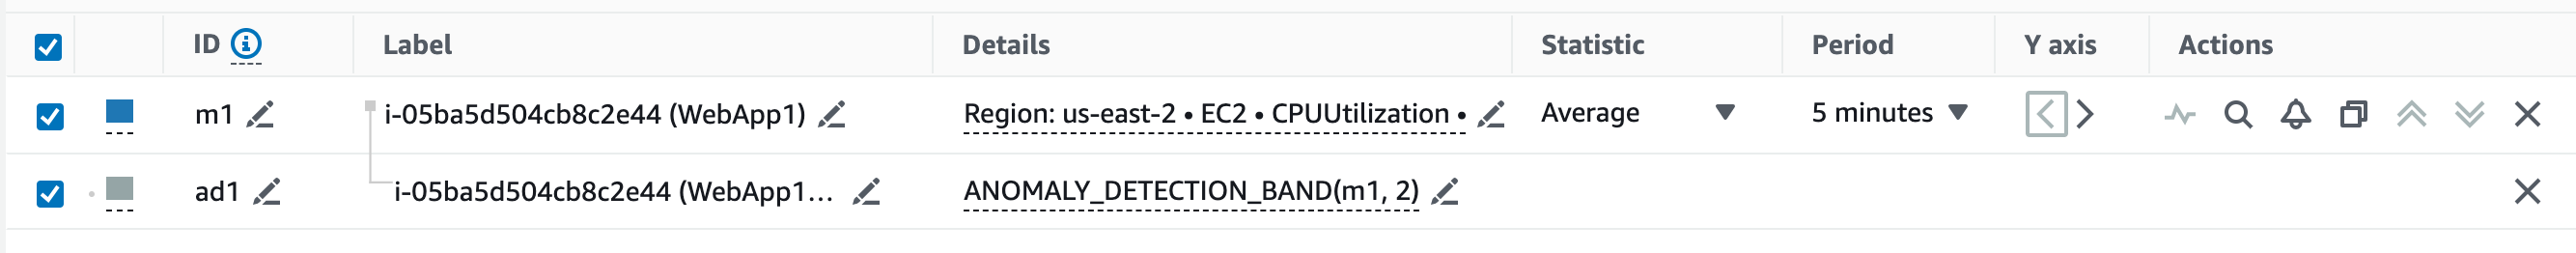 ID Label Details Statistic Period Y axis Actions
m1 i-05ba5d504cb8c2e44 (WebApp1) Region: us-east-2 • EC2 • CPUUtilization • Average 5 minutes
ad1 i-05ba5d504cb8c2e44 (WebApp1... ANOMALY_DETECTION_BAND(m1, 2)